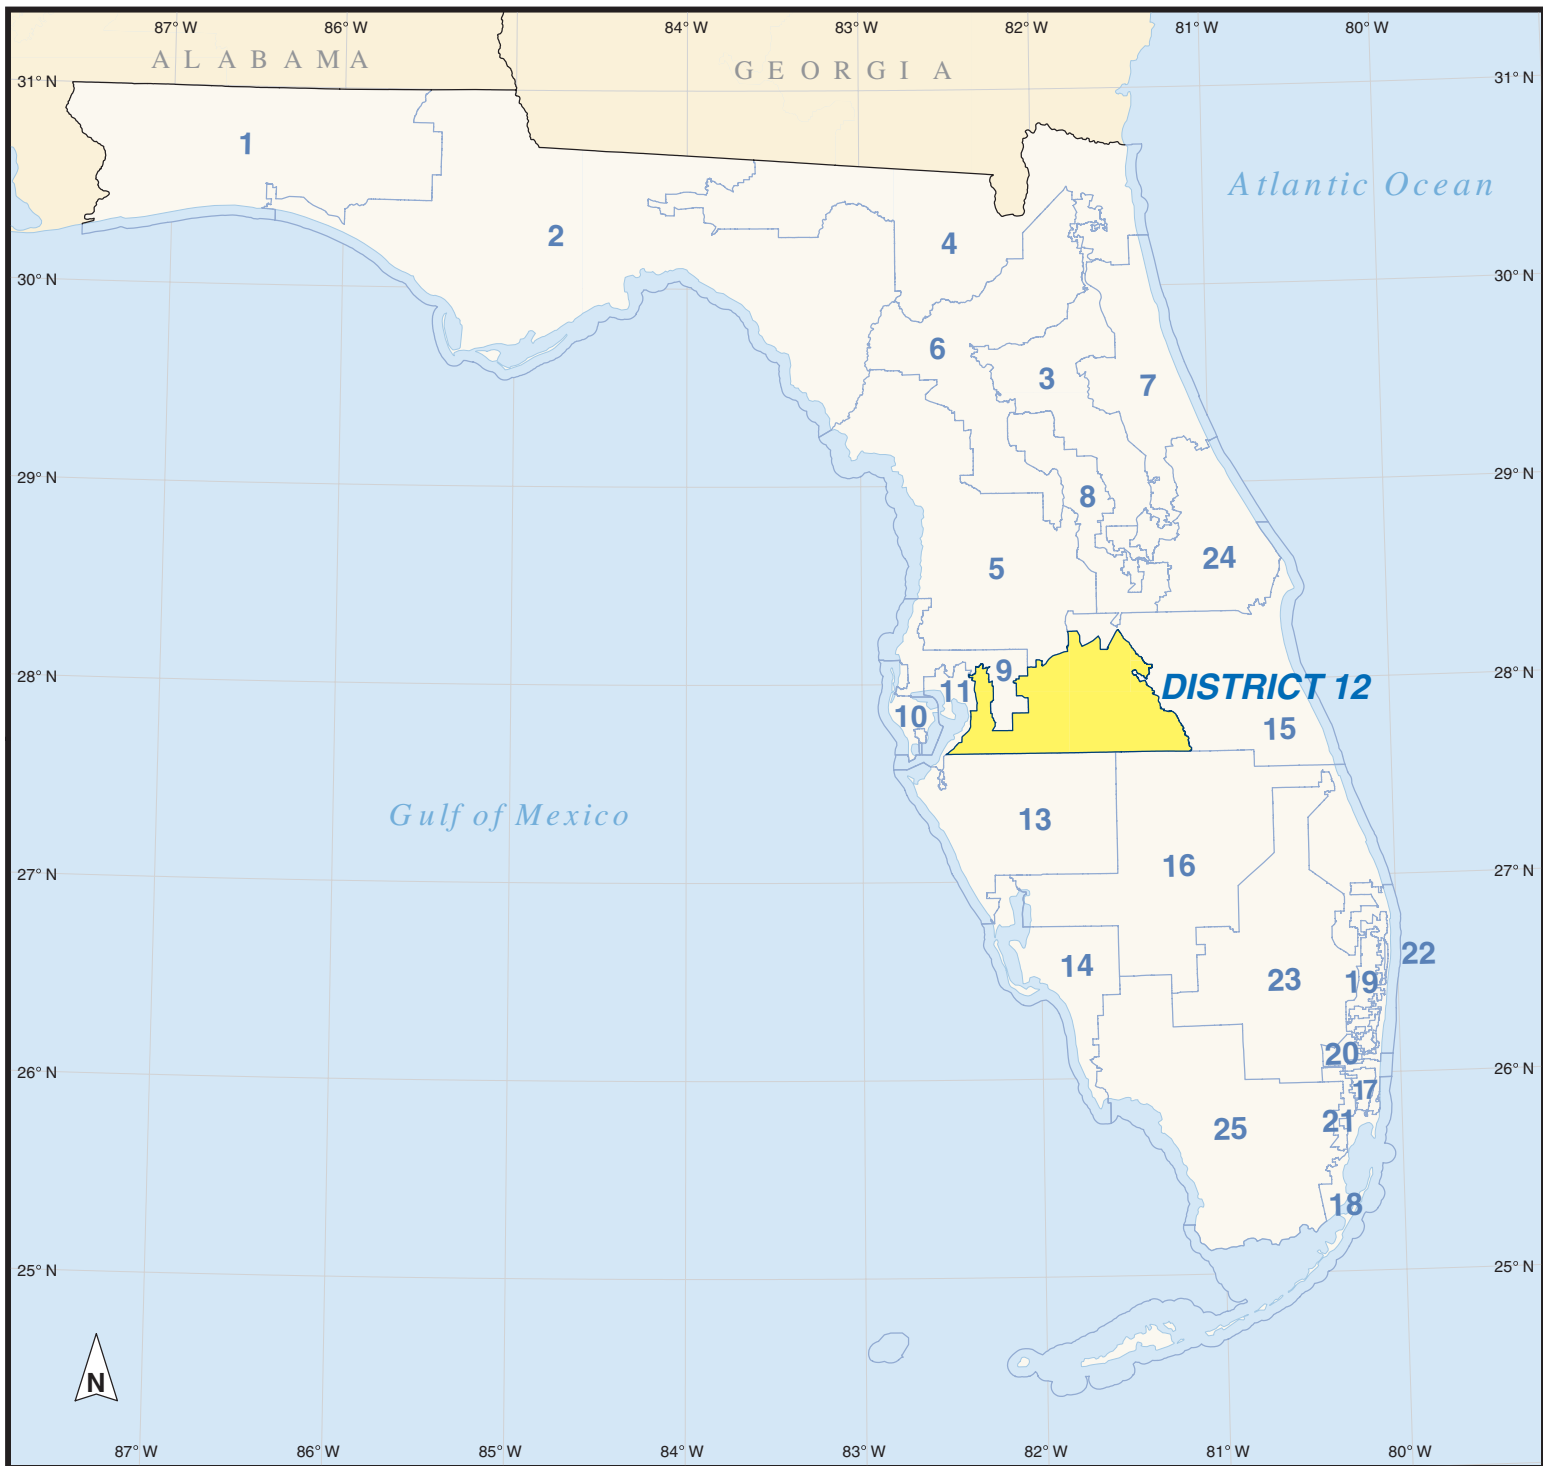 87° W 86° W 84° W 83° W 82° W 81° W 80° W
ALABAMA
GEORGIA
31° N 31° N
1
Atlantic Ocean
2
4
30° N 30° N
6
3
7
29° N 29° N
8
24
5
28° N 28° N
9
11
DISTRICT 12
10
15
Gulf of Mexico
13
16
27° N 27° N
22
14
23
19
20
26° N 26° N
17
21
25
18
25° N 25° N
N
87° W 86° W 85° W 84° W 83° W 82° W 81° W 80° W